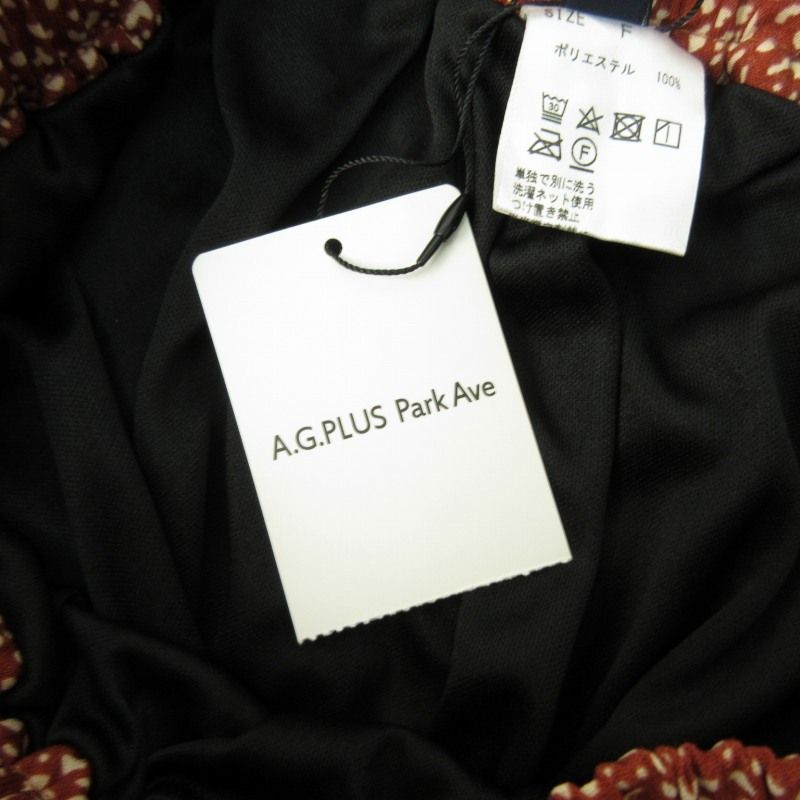 SIZE F
ポリエステル 100%
30
F
単独で別に洗う
洗濯ネット使用
つけ置き禁止
A.G.PLUS Park Ave